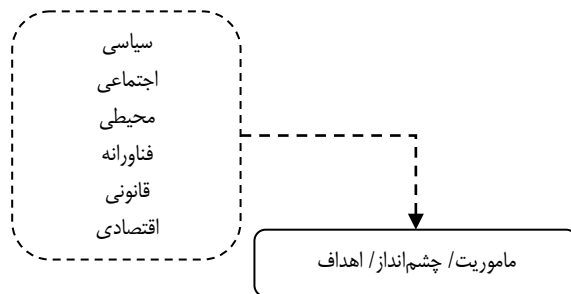 سیاسی
اجتماعی
محیطی
فناورانه
قانونی
اقتصادی
ماموریت/ چشم‌انداز/ اهداف